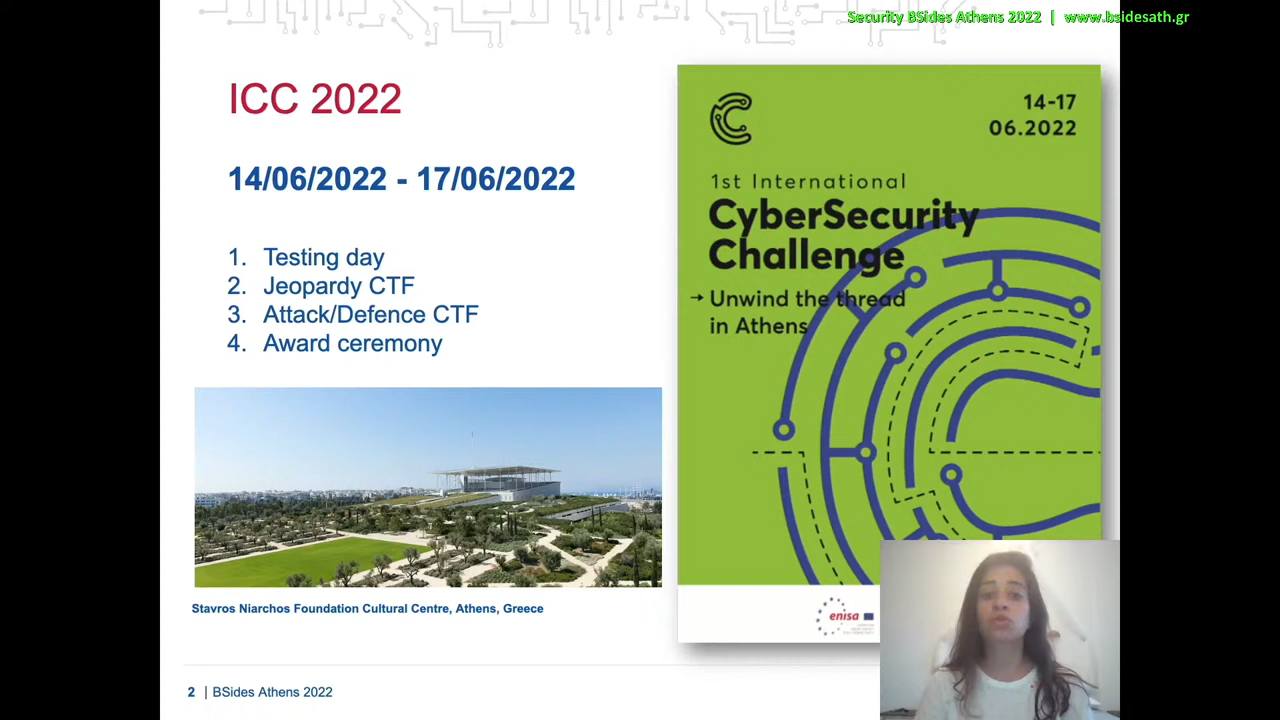 Security BSides Athens 2022 | www.bsidesath.gr
ICC 2022
14/06/2022 - 17/06/2022
1. Testing day
2. Jeopardy CTF
3. Attack/Defence CTF
4. Award ceremony
Stavros Niarchos Foundation Cultural Centre, Athens, Greece
14-17
06.2022
1st International
CyberSecurity
Challenge
→ Unwind the thread
in Athens
enisa
2 | BSides Athens 2022